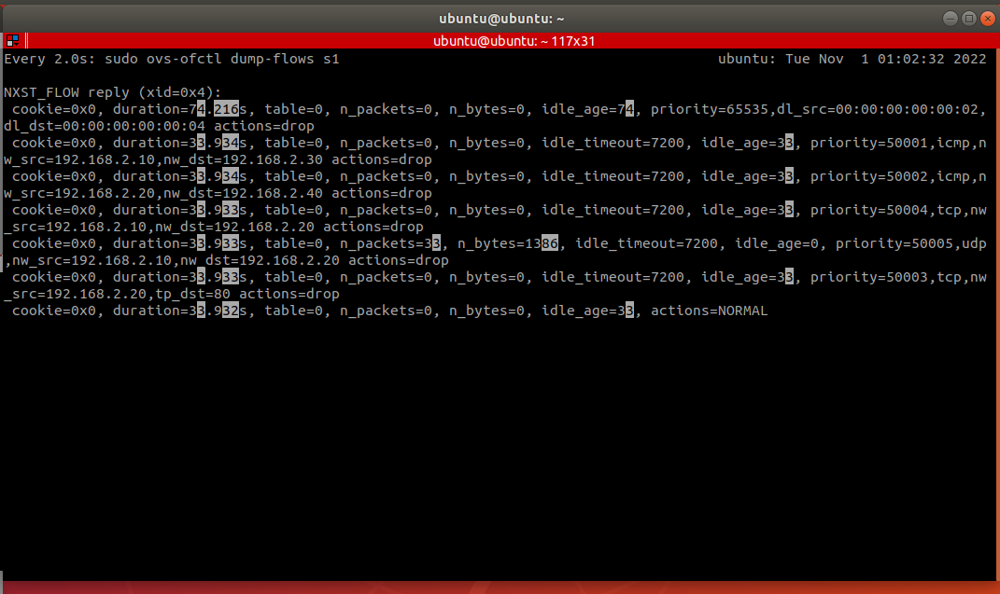 ubuntu@ubuntu: ~
ubuntu@ubuntu: ~ 117x31
Every 2.0s: sudo ovs-ofctl dump-flows s1 ubuntu: Tue Nov  1 01:02:32 2022
NXST_FLOW reply (xid=0x4):
 cookie=0x0, duration=74.216s, table=0, n_packets=0, n_bytes=0, idle_age=74, priority=65535,dl_src=00:00:00:00:00:02,
dl_dst=00:00:00:00:00:04 actions=drop
 cookie=0x0, duration=33.934s, table=0, n_packets=0, n_bytes=0, idle_timeout=7200, idle_age=33, priority=50001,icmp,n
w_src=192.168.2.10,nw_dst=192.168.2.30 actions=drop
 cookie=0x0, duration=33.934s, table=0, n_packets=0, n_bytes=0, idle_timeout=7200, idle_age=33, priority=50002,icmp,n
w_src=192.168.2.20,nw_dst=192.168.2.40 actions=drop
 cookie=0x0, duration=33.933s, table=0, n_packets=0, n_bytes=0, idle_timeout=7200, idle_age=33, priority=50004,tcp,nw
_src=192.168.2.10,nw_dst=192.168.2.20 actions=drop
 cookie=0x0, duration=33.933s, table=0, n_packets=33, n_bytes=1386, idle_timeout=7200, idle_age=0, priority=50005,udp
,nw_src=192.168.2.10,nw_dst=192.168.2.20 actions=drop
 cookie=0x0, duration=33.933s, table=0, n_packets=0, n_bytes=0, idle_timeout=7200, idle_age=33, priority=50003,tcp,nw
_src=192.168.2.20,tp_dst=80 actions=drop
 cookie=0x0, duration=33.932s, table=0, n_packets=0, n_bytes=0, idle_age=33, actions=NORMAL